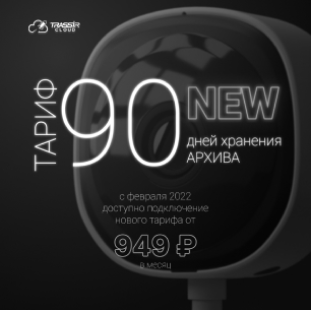 TRASSIR
CLOUD
ТАРИФ
90
NEW
дней хранения
АРХИВА
с февраля 2022
доступно подключение
нового тарифа от
949 ₽
в месяц